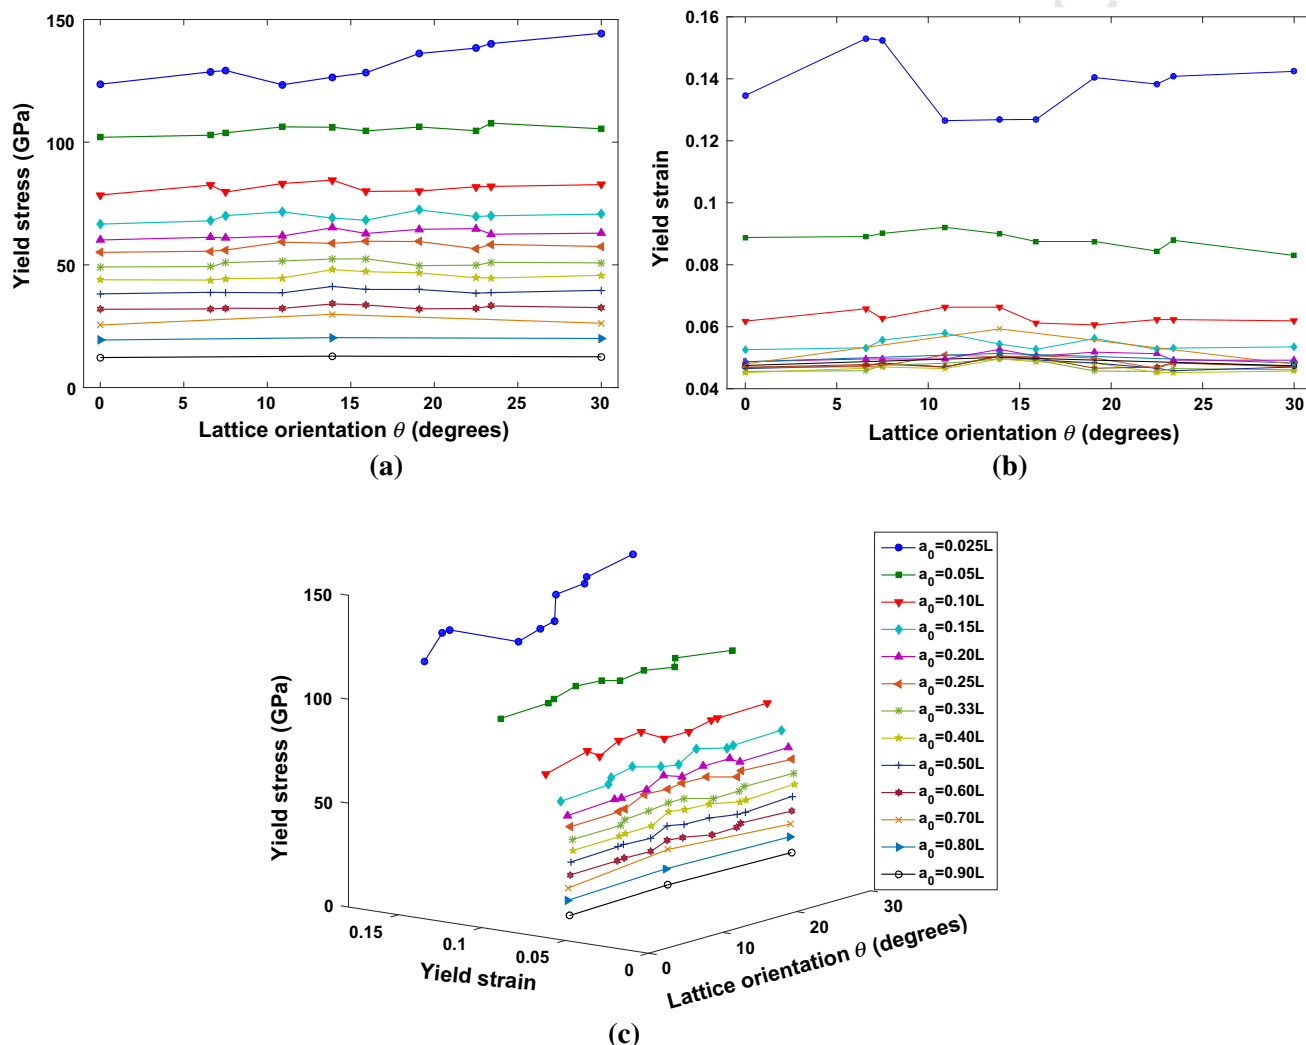 150
100
50
0
Yield stress (GPa)
0 5 10 15 20 25 30
Lattice orientation θ (degrees)
(a)
0.16
0.14
0.12
0.1
0.08
0.06
0.04
Yield strain
0 5 10 15 20 25 30
Lattice orientation θ (degrees)
(b)
150
100
50
0
Yield stress (GPa)
0.15 0.1 0.05 0
Yield strain
0 10 20 30
Lattice orientation θ (degrees)
a0=0.025L
a0=0.05L
a0=0.10L
a0=0.15L
a0=0.20L
a0=0.25L
a0=0.33L
a0=0.40L
a0=0.50L
a0=0.60L
a0=0.70L
a0=0.80L
a0=0.90L
(c)